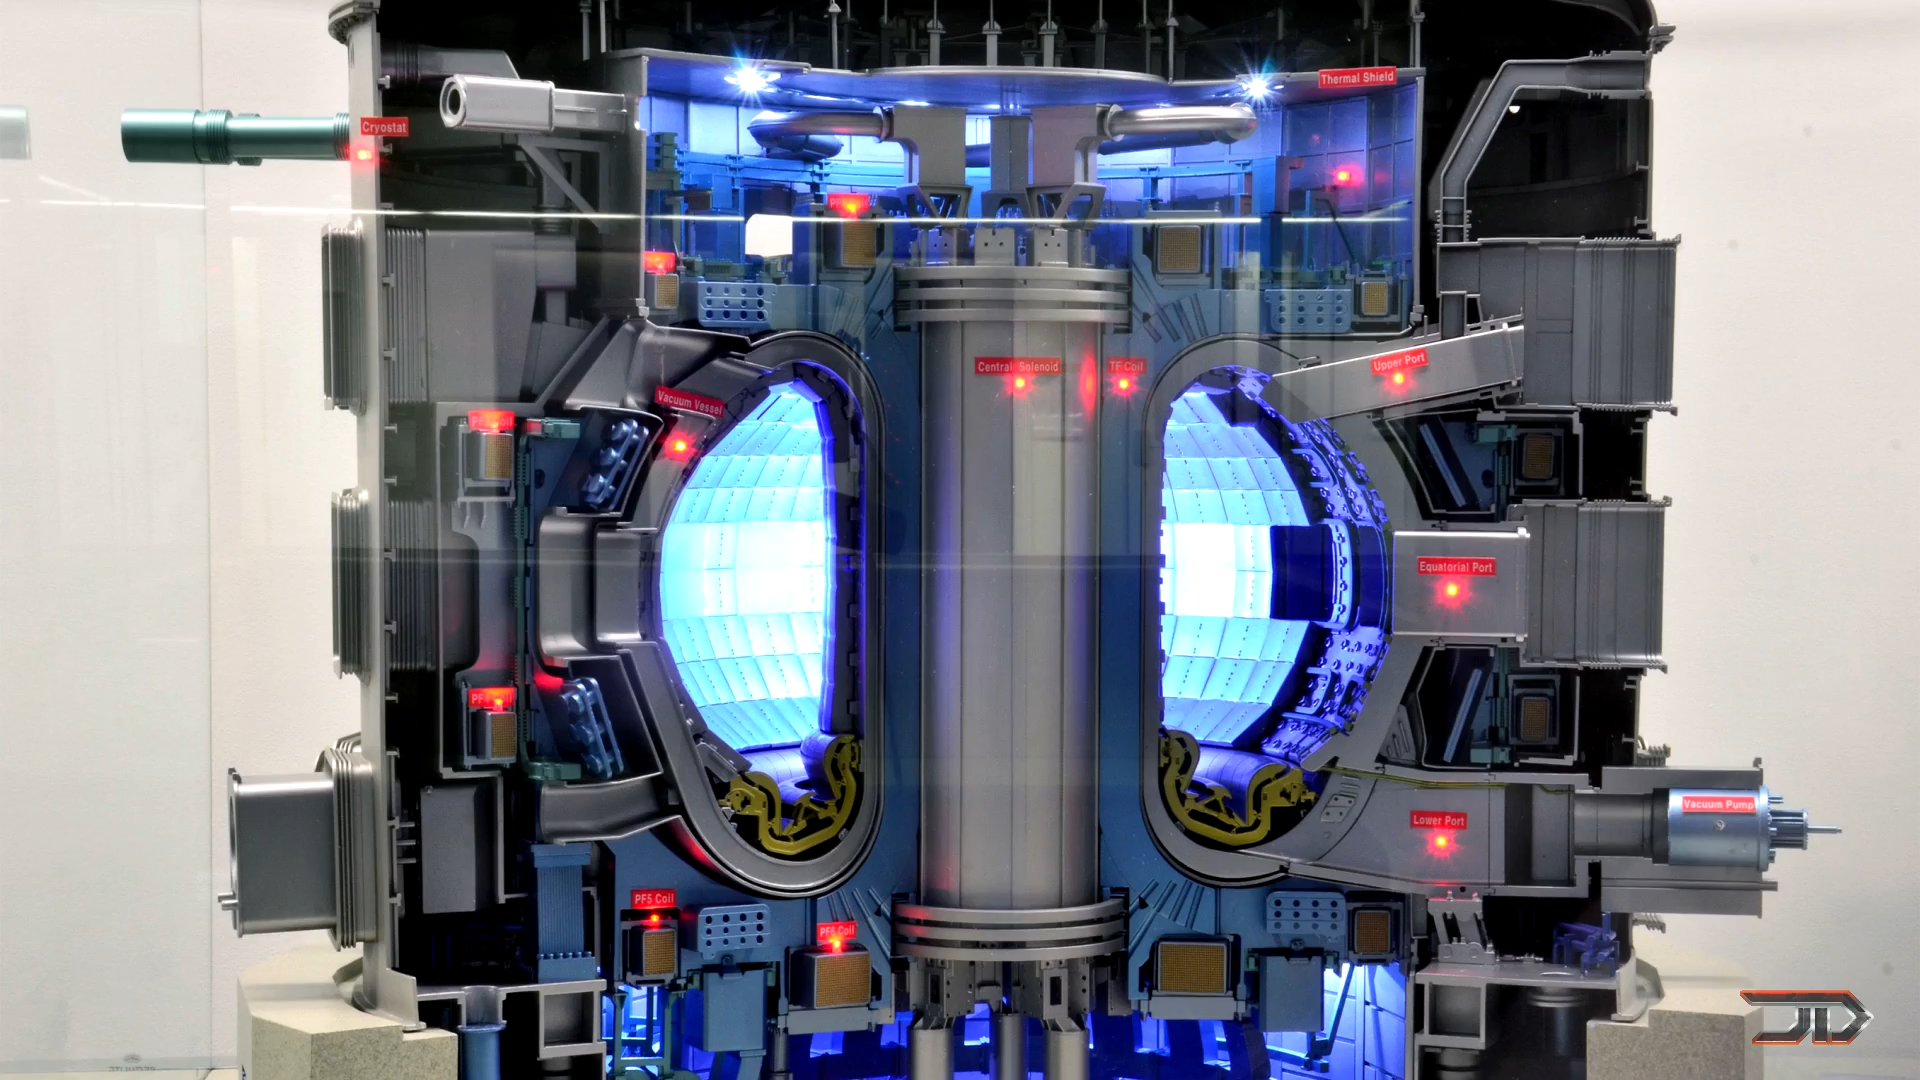 Thermal Shield
Cryostat
Central Solenoid
TF Coil
Upper Port
Vacuum Vessel
Equatorial Port
Vacuum Pump
Lower Port
PF5 Coil
PF6 Coil
JD